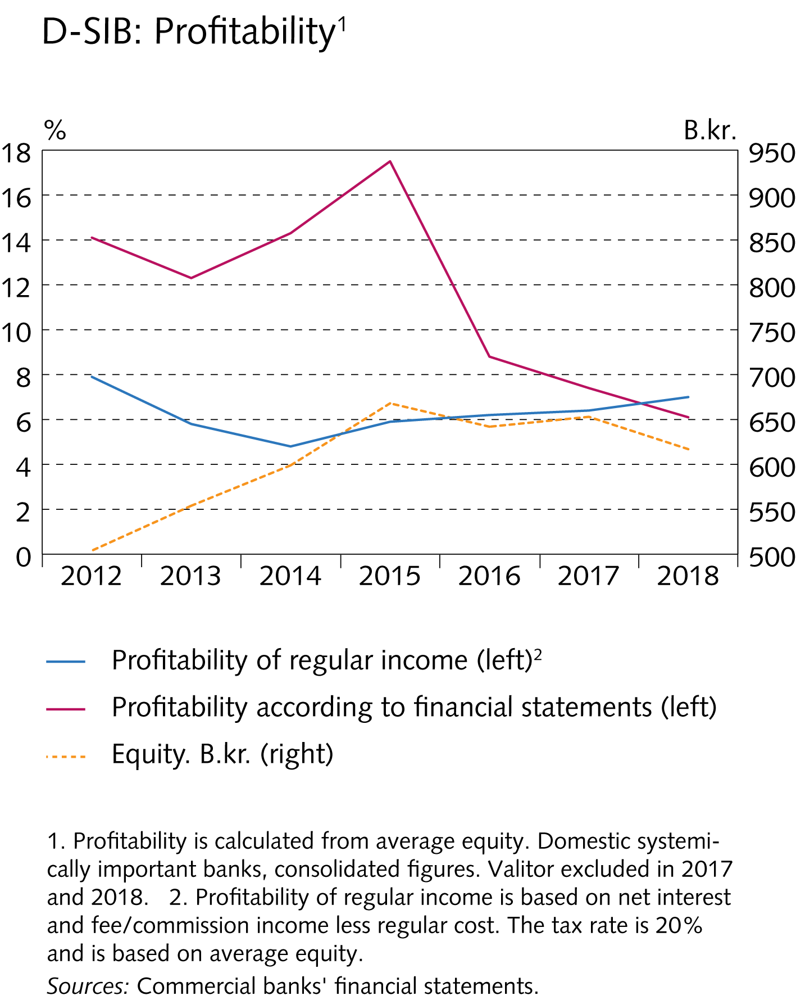 D-SIB: Profitability¹
% B.kr.
18 950
16 900
14 850
12 800
10 750
8 700
6 650
4 600
2 550
0 500
2012 2013 2014 2015 2016 2017 2018
Profitability of regular income (left)²
Profitability according to financial statements (left)
Equity. B.kr. (right)
1. Profitability is calculated from average equity. Domestic systemi-
cally important banks, consolidated figures. Valitor excluded in 2017
and 2018. 2. Profitability of regular income is based on net interest
and fee/commission income less regular cost. The tax rate is 20%
and is based on average equity.
Sources: Commercial banks' financial statements.